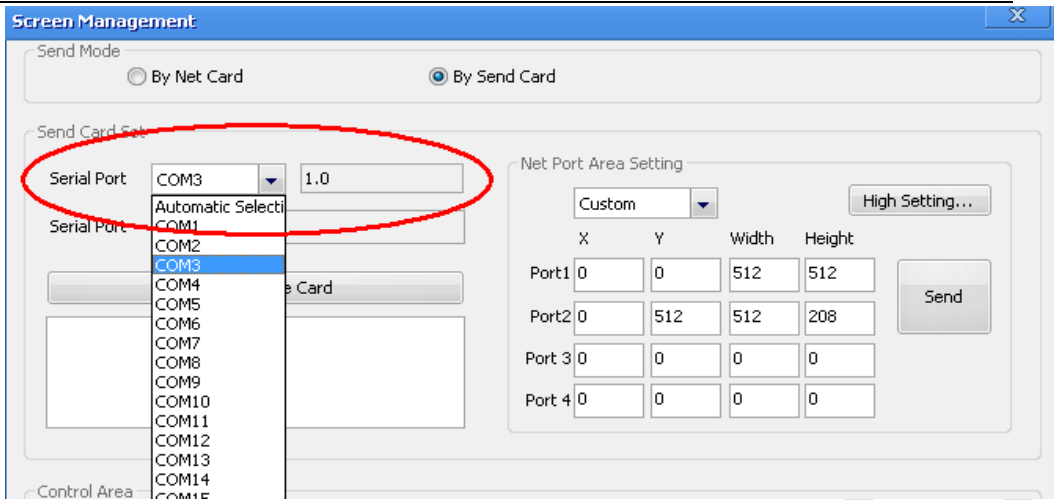 Screen Management
Send Mode
By Net Card By Send Card
Send Card Set
Serial Port COM3 1.0
Automatic Selecti
Serial Port
COM1
COM2
COM3
COM4
COM5
COM6
COM7
COM8
COM9
COM10
COM11
COM12
COM13
COM14
COM15
Card
Net Port Area Setting
Custom High Setting...
X Y Width Height
Port1 0 0 512 512
Port2 0 512 512 208
Port 3 0 0 0 0
Port 4 0 0 0 0
Send
Control Area